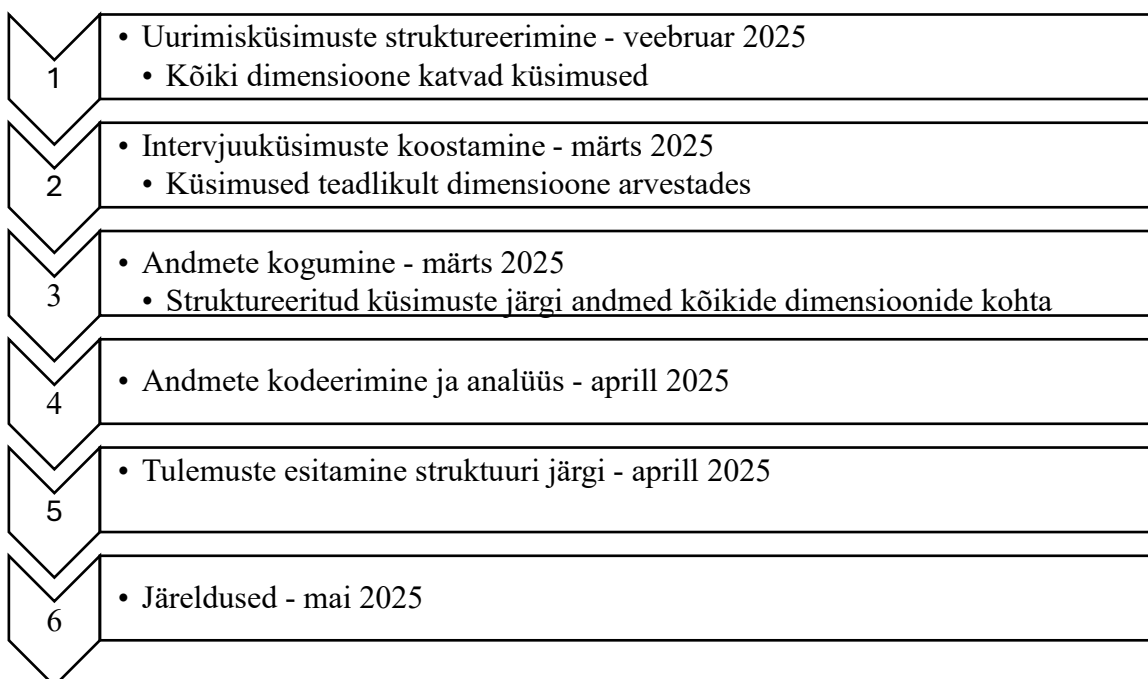 1
• Uurimisküsimuste struktureerimine - veebruar 2025
• Kõiki dimensioone katvad küsimused
2
• Intervjuuküsimuste koostamine - märts 2025
• Küsimused teadlikult dimensioone arvestades
3
• Andmete kogumine - märts 2025
• Struktureeritud küsimuste järgi andmed kõikide dimensioonide kohta
4
• Andmete kodeerimine ja analüüs - aprill 2025
5
• Tulemuste esitamine struktuuri järgi - aprill 2025
6
• Järeldused - mai 2025